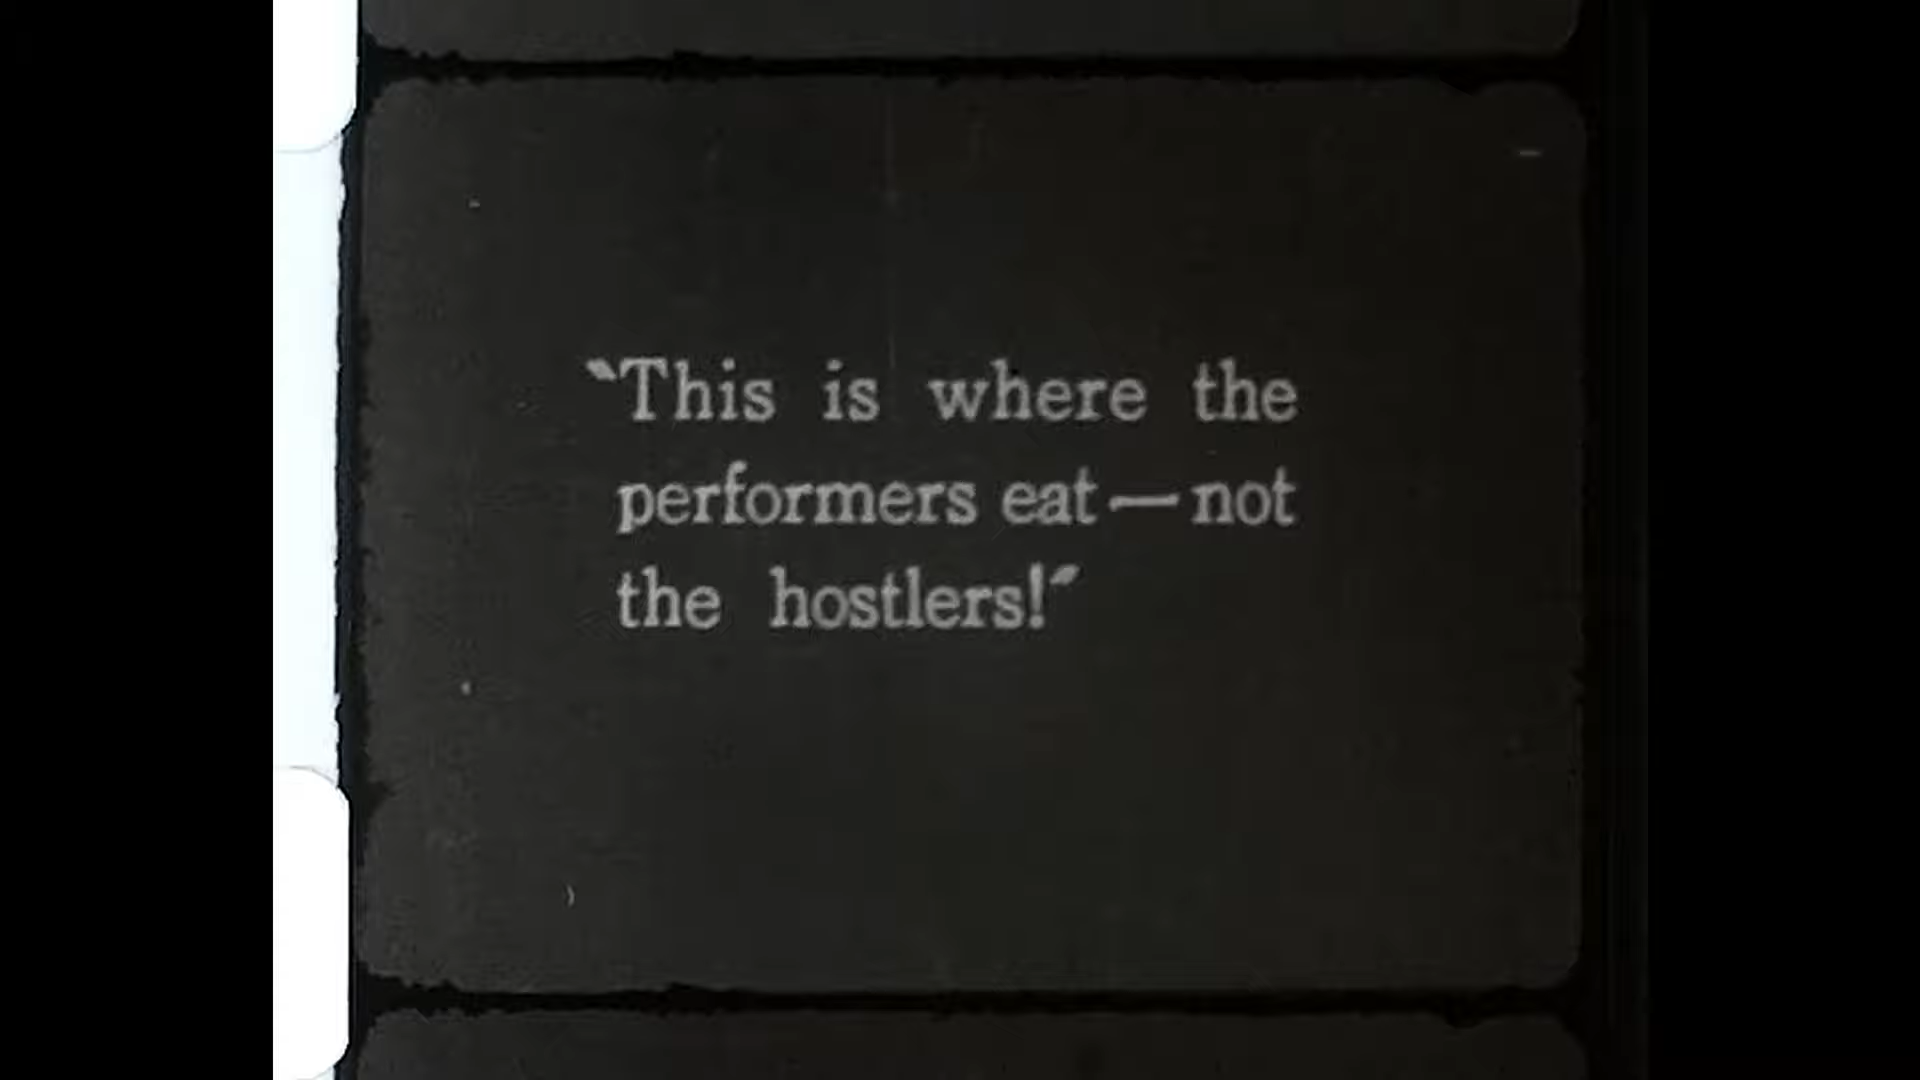 "This is where the
performers eat—not
the hostlers!"